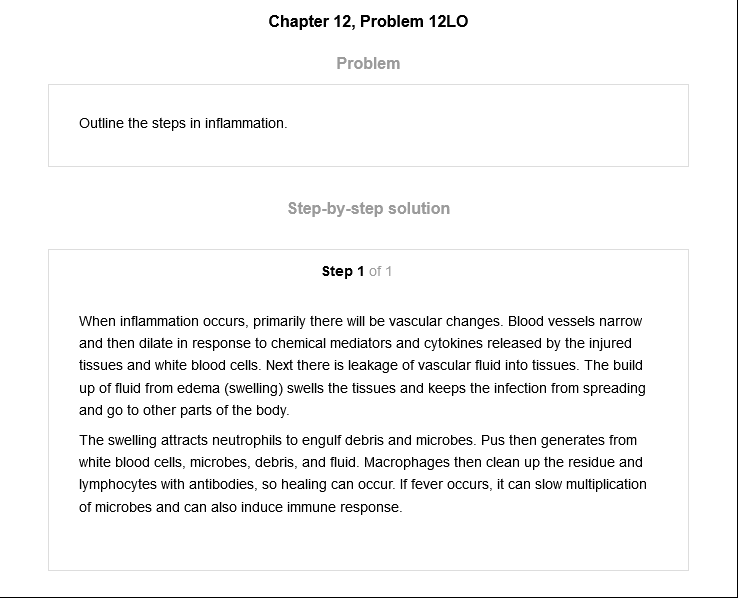 Chapter 12, Problem 12LO
Problem
Outline the steps in inflammation.
Step-by-step solution
Step 1 of 1
When inflammation occurs, primarily there will be vascular changes. Blood vessels narrow
and then dilate in response to chemical mediators and cytokines released by the injured
tissues and white blood cells. Next there is leakage of vascular fluid into tissues. The build
up of fluid from edema (swelling) swells the tissues and keeps the infection from spreading
and go to other parts of the body.
The swelling attracts neutrophils to engulf debris and microbes. Pus then generates from
white blood cells, microbes, debris, and fluid. Macrophages then clean up the residue and
lymphocytes with antibodies, so healing can occur. If fever occurs, it can slow multiplication
of microbes and can also induce immune response.